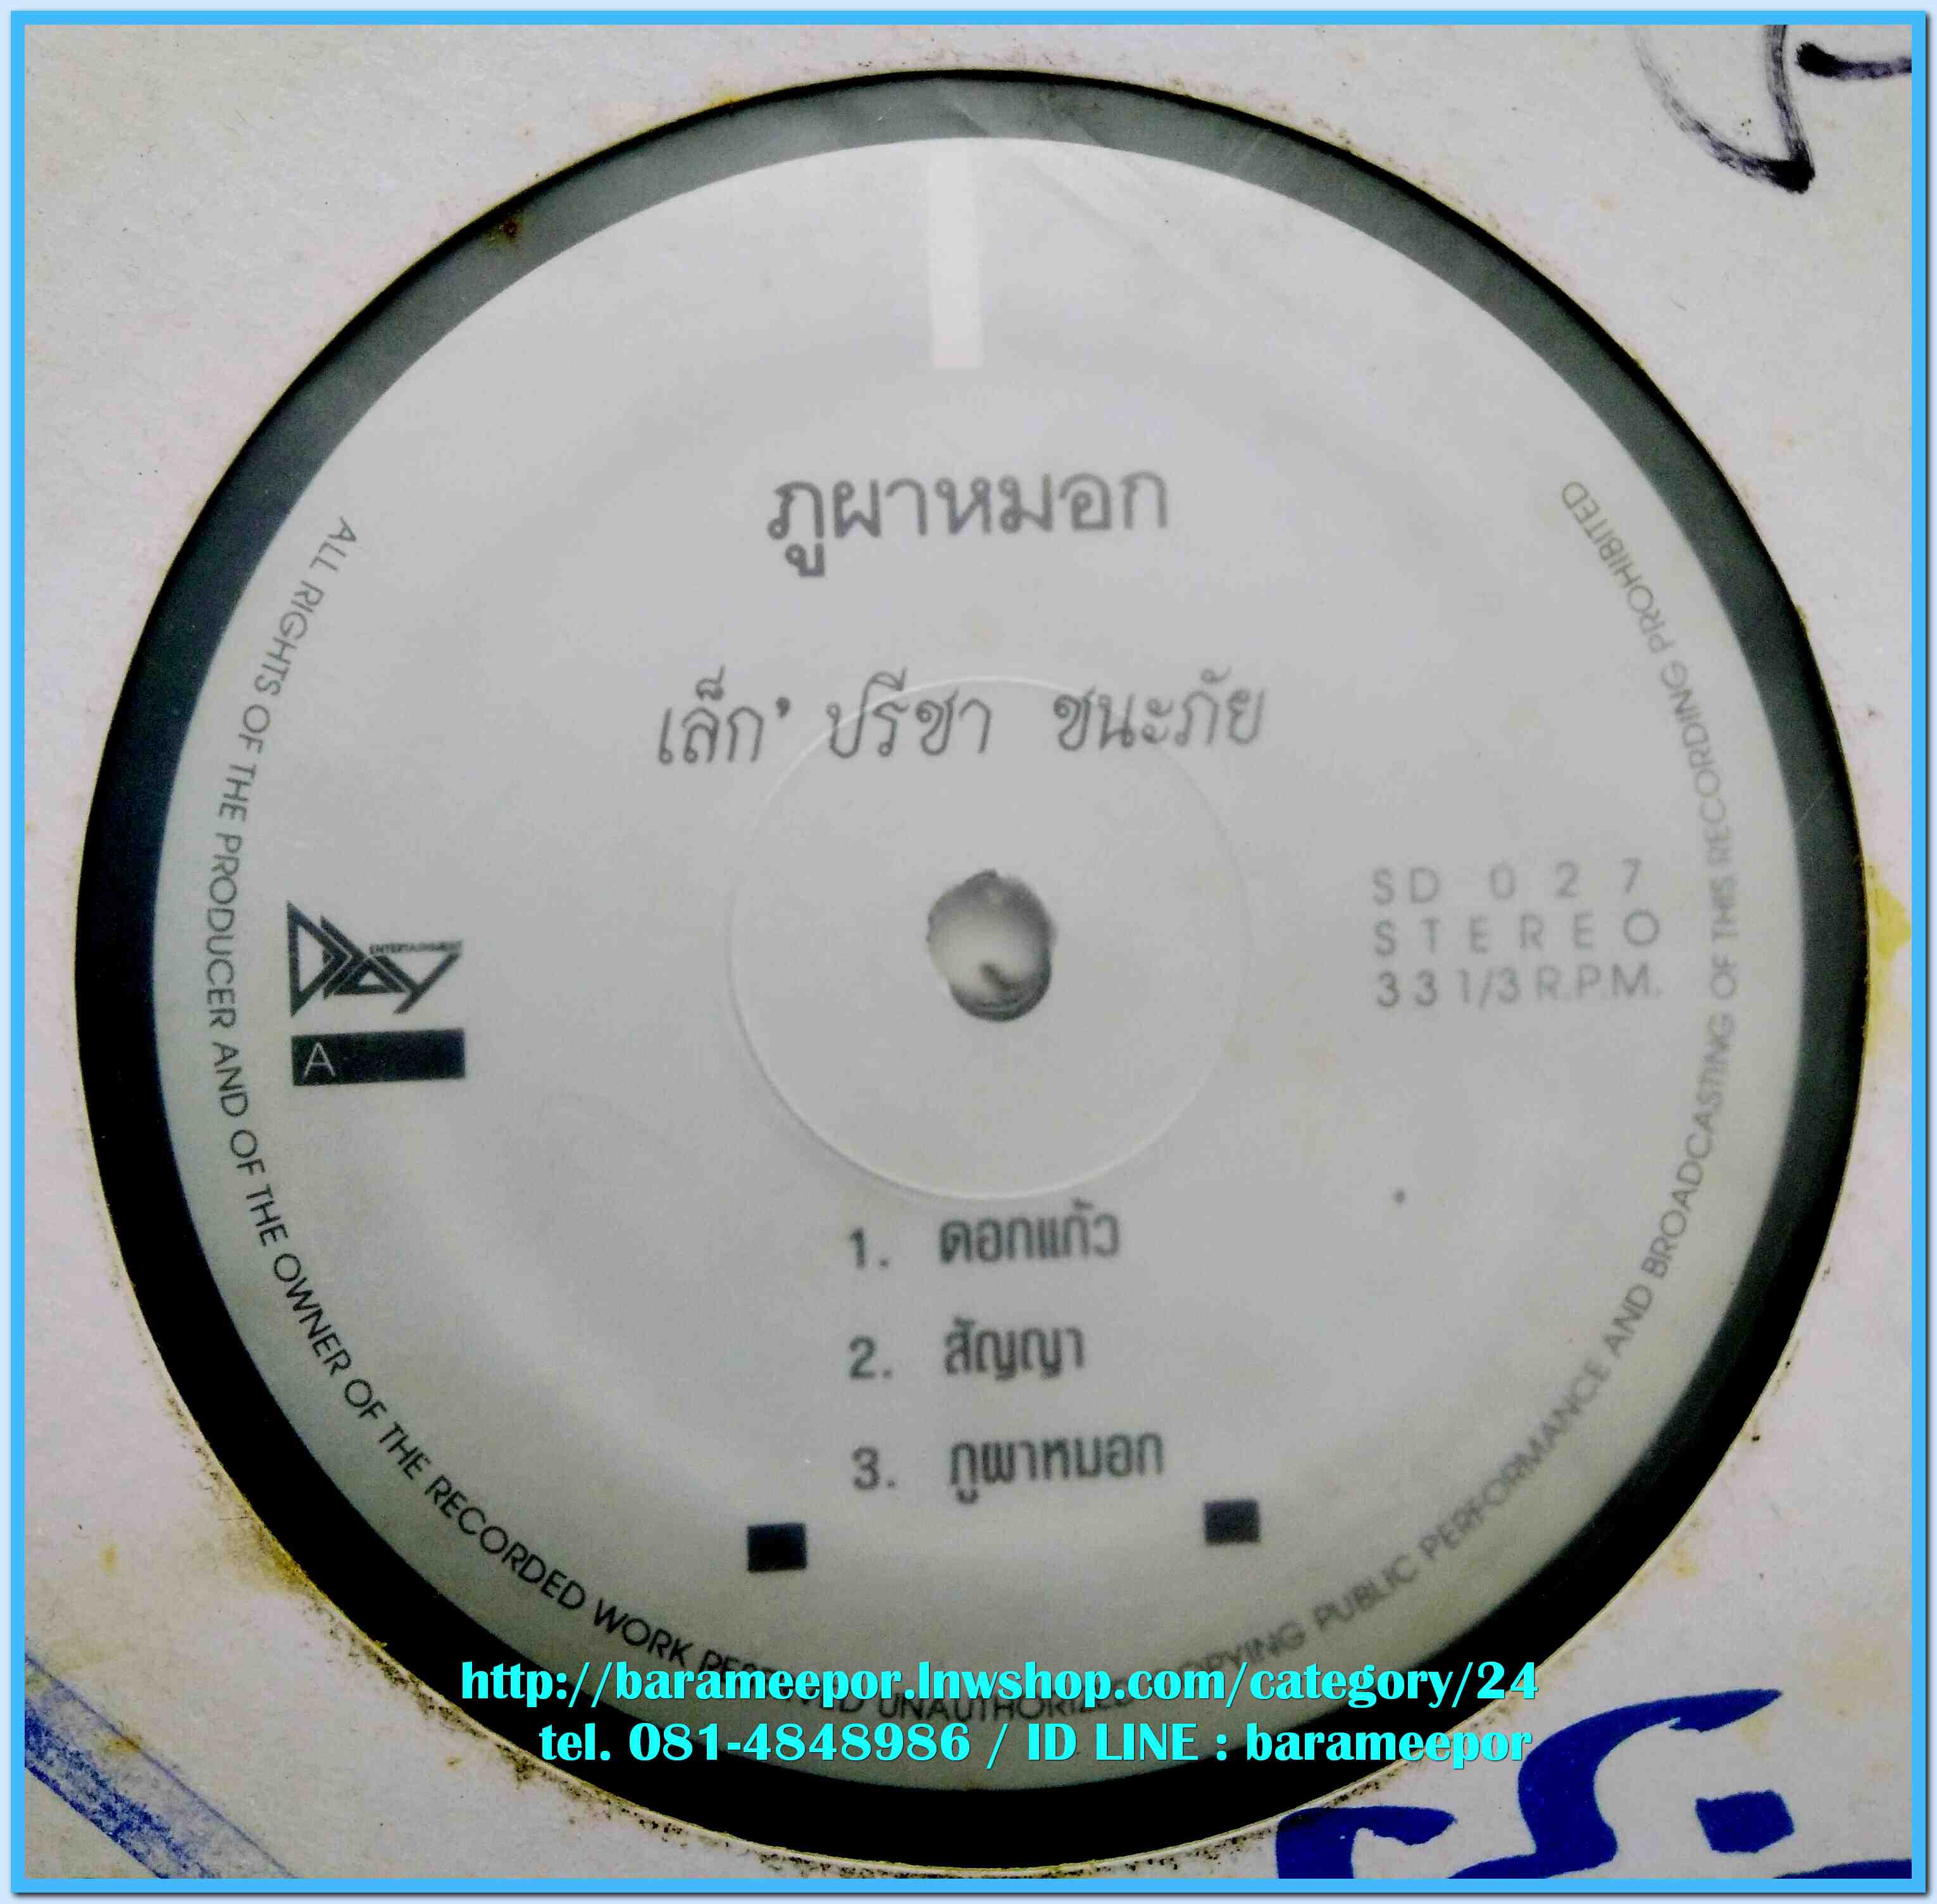 ภูผาหมอก
เล็ก' ปรีชา ชนะภัย
SD 027
STEREO
33 1/3 R.P.M.
ENTERTAINMENT
A
1. ดอกแก้ว
2. สัญญา
3. ภูผาหมอก
ALL RIGHTS OF THE PRODUCER AND OF THE OWNER OF THE RECORDED WORK RESERVED UNAUTHORIZED COPYING PUBLIC PERFORMANCE AND BROADCASTING OF THIS RECORDING PROHIBITED
http://barameepor.lnwshop.com/category/24
tel. 081-4848986 / ID LINE : barameepor